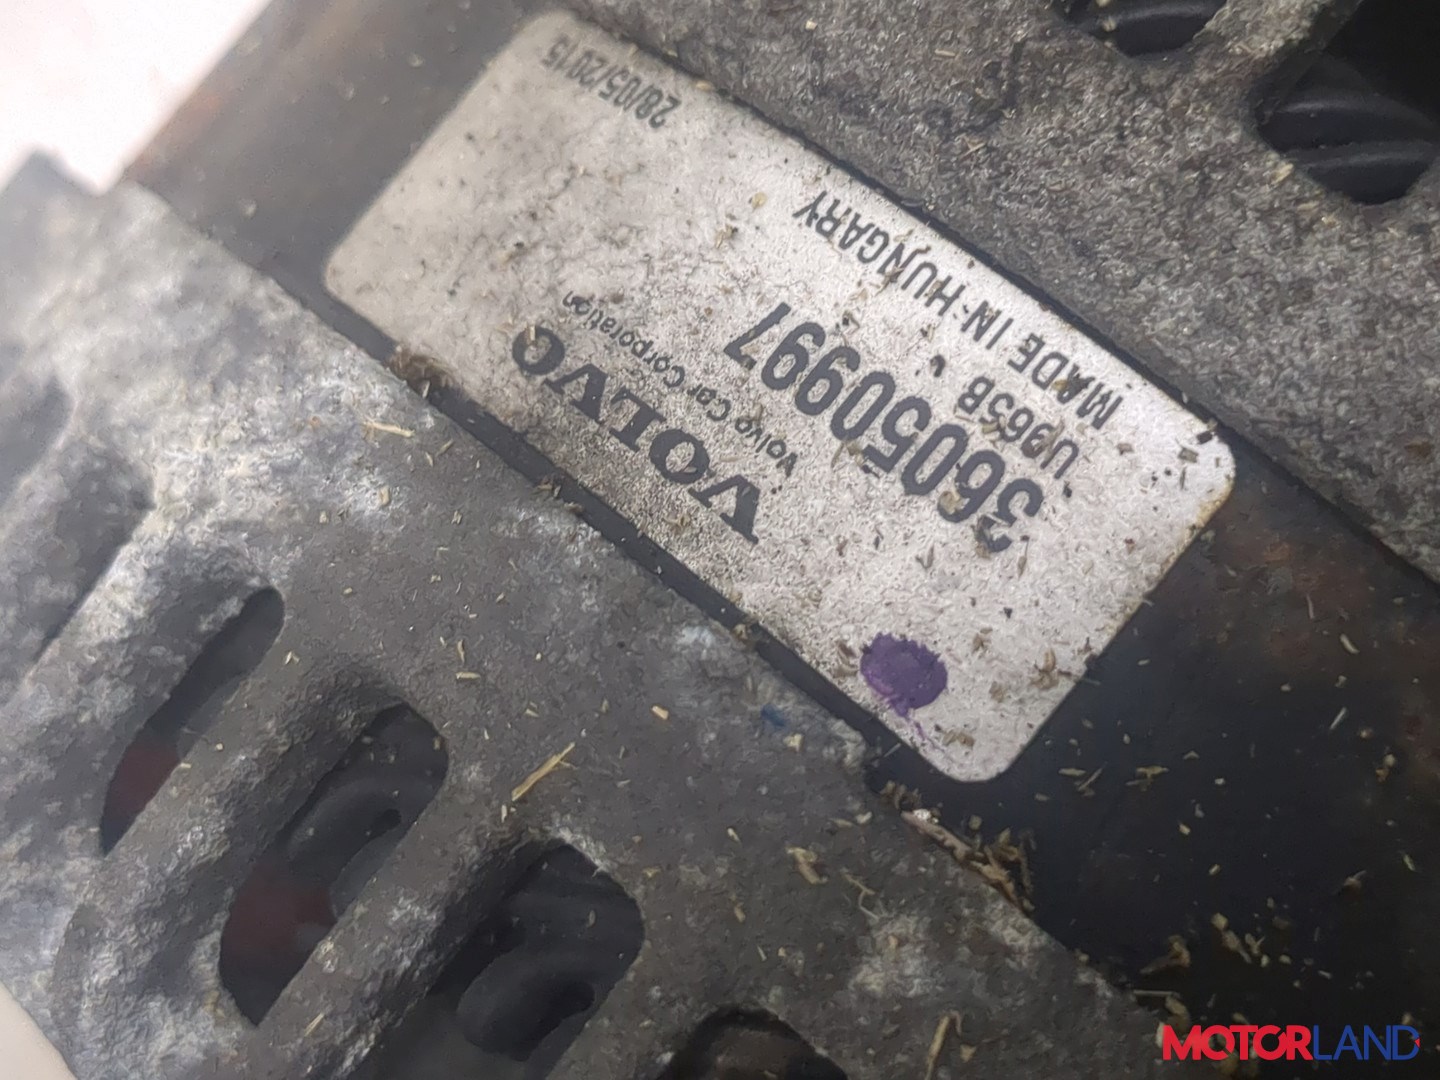 VOLVO
Volvo Car Corporation
36050997
U965B
MADE IN HUNGARY
28/05/2015
MOTORLAND